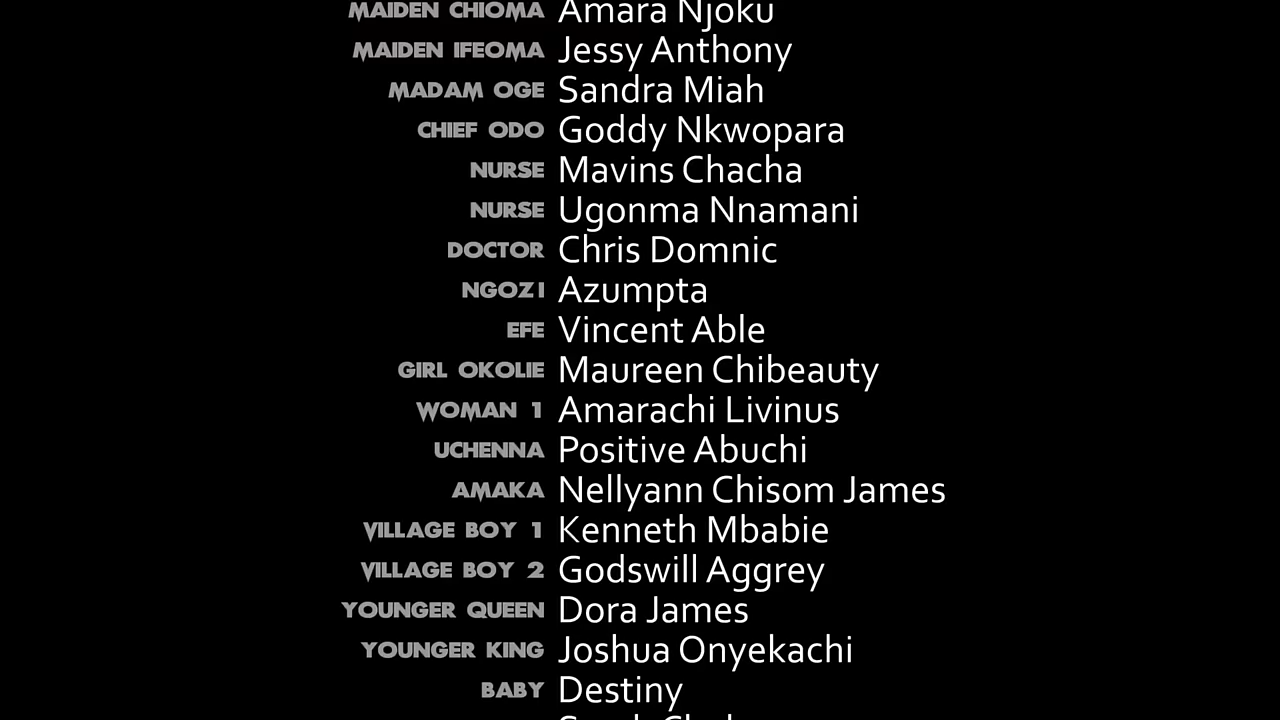 MAIDEN CHIOMA Amara Njoku
MAIDEN IFEOMA Jessy Anthony
MADAM OGE Sandra Miah
CHIEF ODO Goddy Nkwopara
NURSE Mavins Chacha
NURSE Ugonma Nnamani
DOCTOR Chris Domnic
NGOZI Azumpta
EFE Vincent Able
GIRL OKOLIE Maureen Chibeauty
WOMAN 1 Amarachi Livinus
UCHENNA Positive Abuchi
AMAKA Nellyann Chisom James
VILLAGE BOY 1 Kenneth Mbabie
VILLAGE BOY 2 Godswill Aggrey
YOUNGER QUEEN Dora James
YOUNGER KING Joshua Onyekachi
BABY Destiny